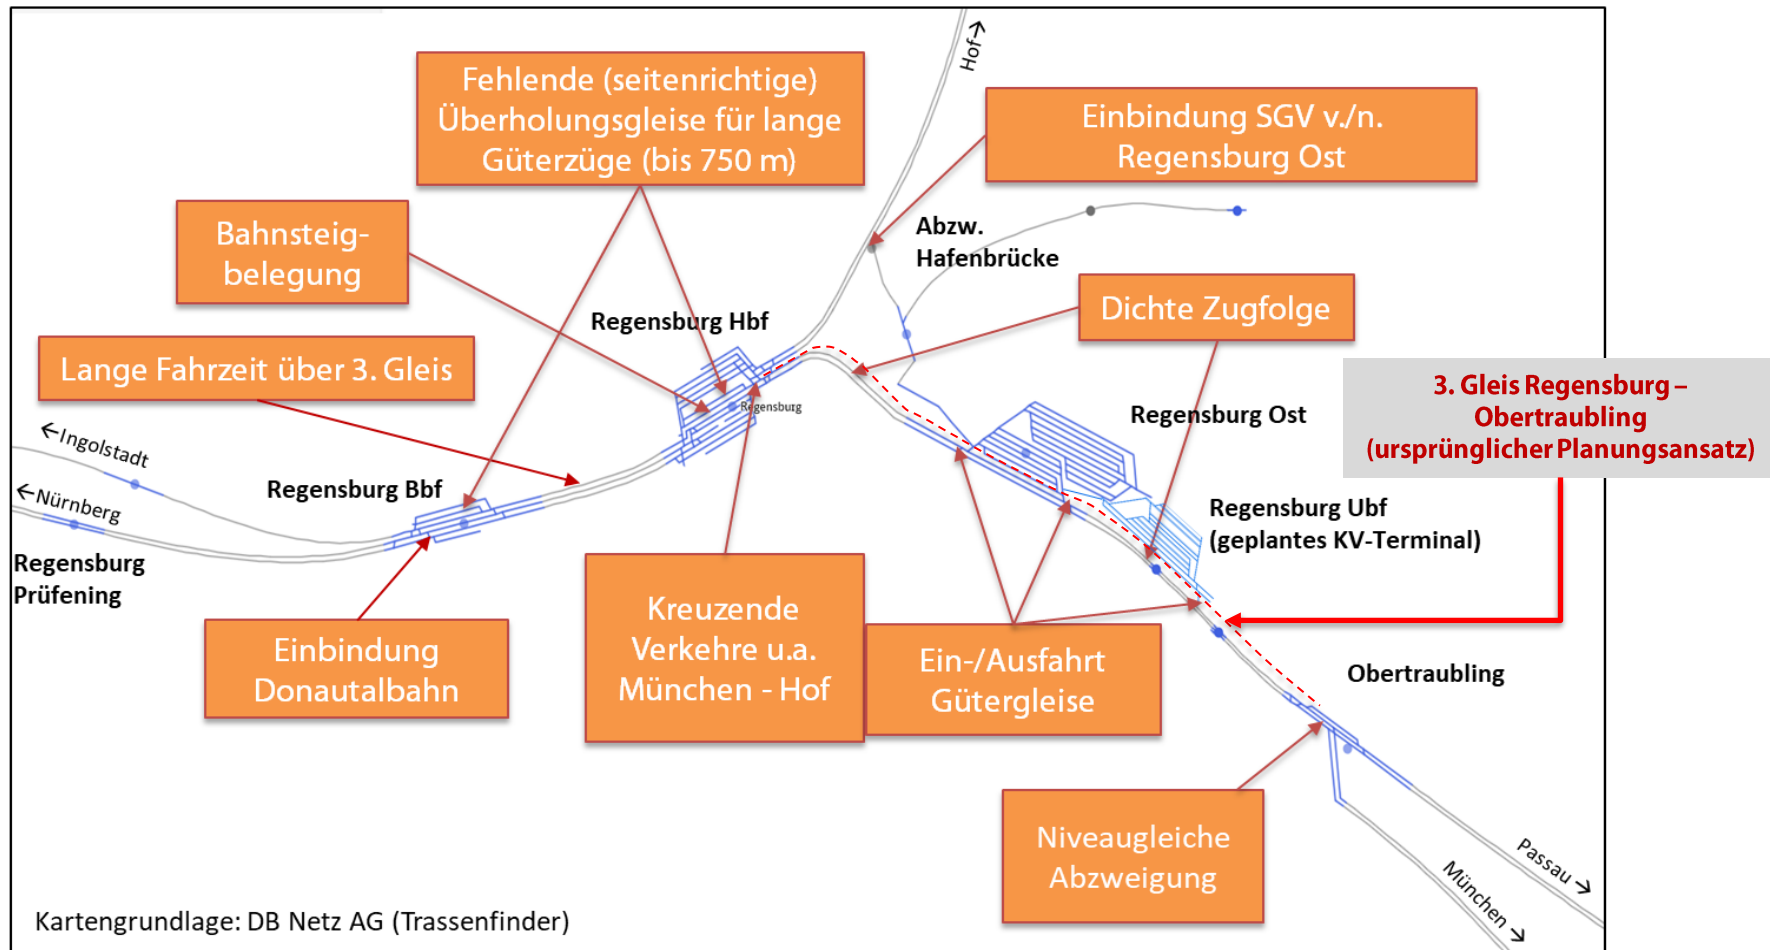 Hof →
Fehlende (seitenrichtige)
Überholungsgleise für lange
Güterzüge (bis 750 m)
Einbindung SGV v./n.
Regensburg Ost
Bahnsteig-
belegung
Abzw.
Hafenbrücke
Dichte Zugfolge
Regensburg Hbf
Lange Fahrzeit über 3. Gleis
3. Gleis Regensburg –
Obertraubling
(ursprünglicher Planungsansatz)
Regensburg
Regensburg Ost
← Ingolstadt
Regensburg Bbf
← Nürnberg
Regensburg Ubf
(geplantes KV-Terminal)
Regensburg
Prüfening
Einbindung
Donautalbahn
Kreuzende
Verkehre u.a.
München - Hof
Ein-/Ausfahrt
Gütergleise
Obertraubling
Niveaugleiche
Abzweigung
Passau →
München →
Kartengrundlage: DB Netz AG (Trassenfinder)